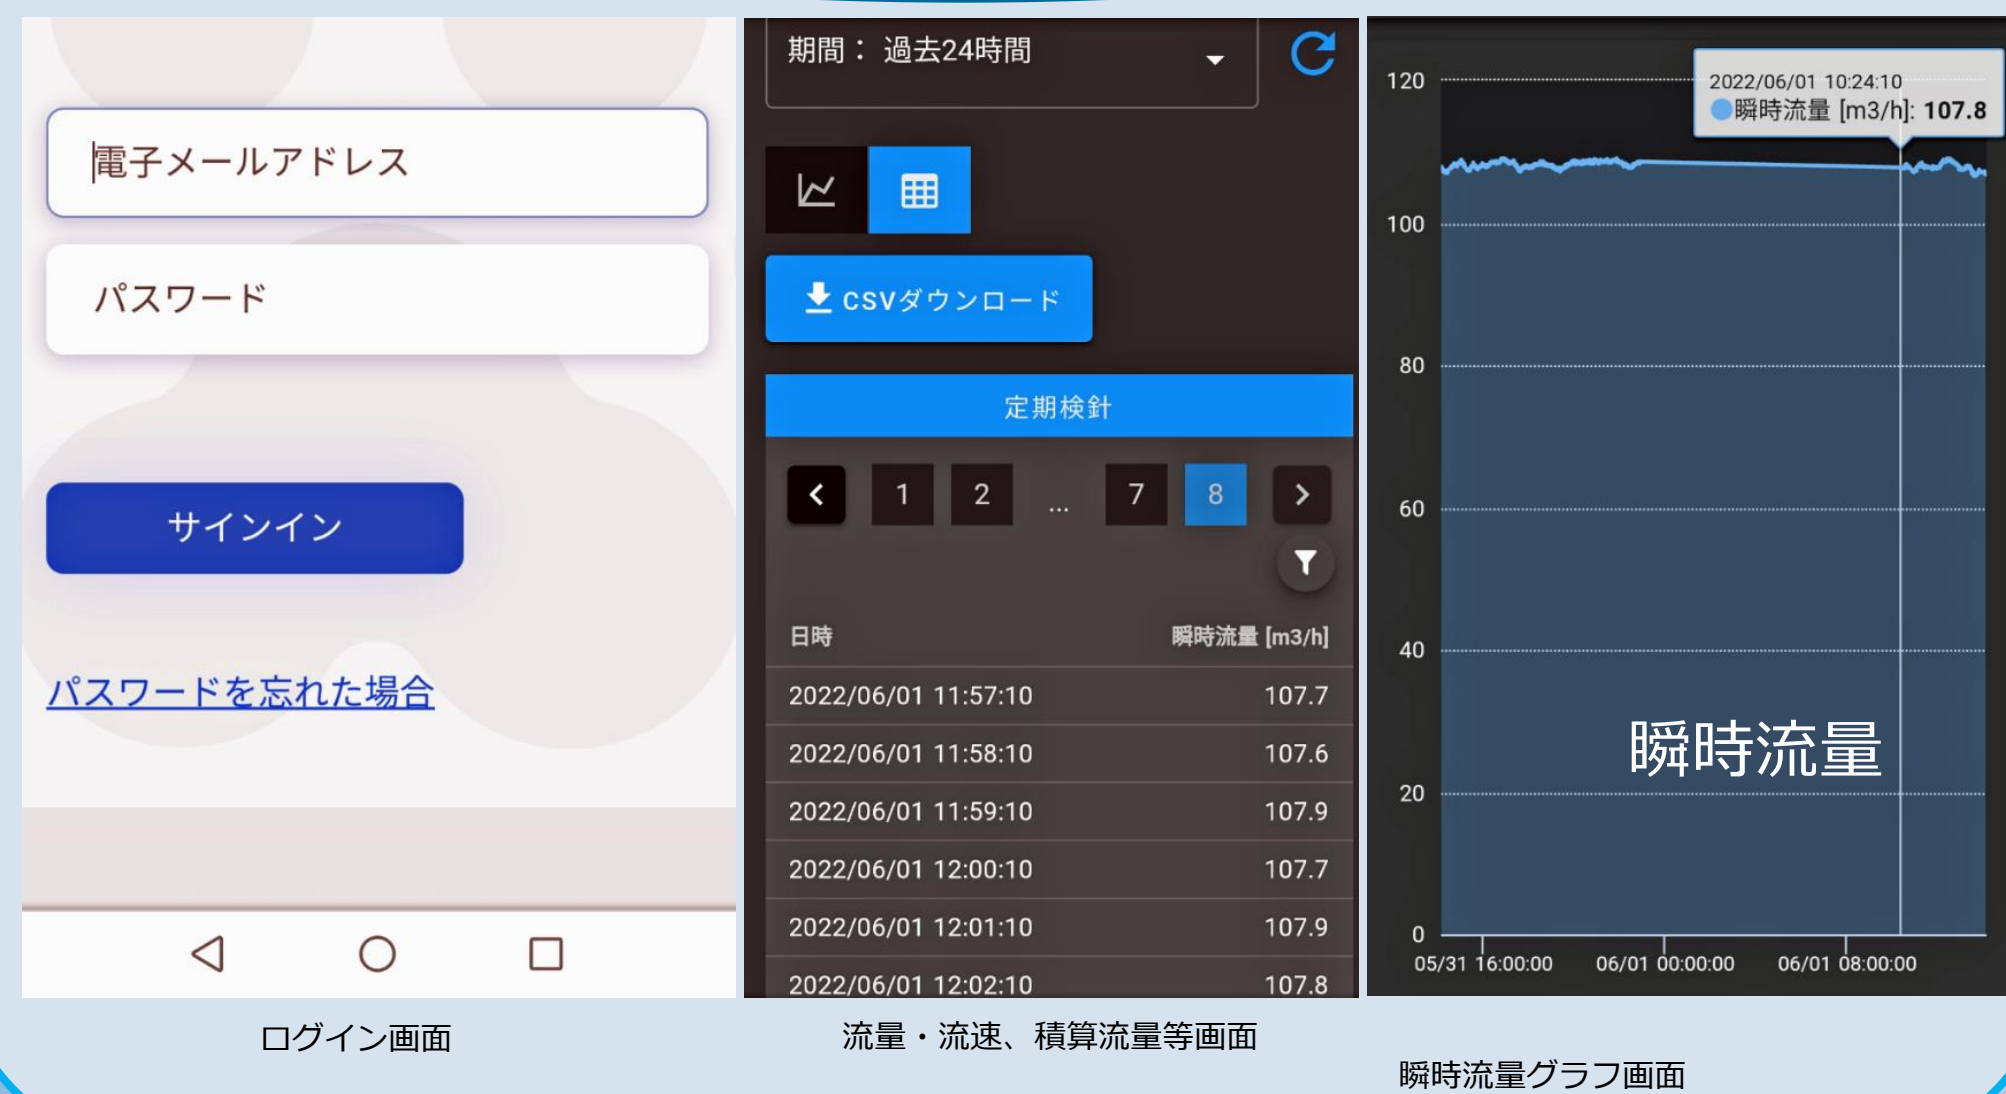 電子メールアドレス
パスワード
サインイン
パスワードを忘れた場合
ログイン画面
期間： 過去24時間
CSVダウンロード
定期検針
1 2 ... 7 8
日時 瞬時流量 [m3/h]
2022/06/01 11:57:10 107.7
2022/06/01 11:58:10 107.6
2022/06/01 11:59:10 107.9
2022/06/01 12:00:10 107.7
2022/06/01 12:01:10 107.9
2022/06/01 12:02:10 107.8
流量・流速、積算流量等画面
2022/06/01 10:24:10
瞬時流量 [m3/h]: 107.8
120
100
80
60
40
20
0
瞬時流量
05/31 16:00:00 06/01 00:00:00 06/01 08:00:00
瞬時流量グラフ画面